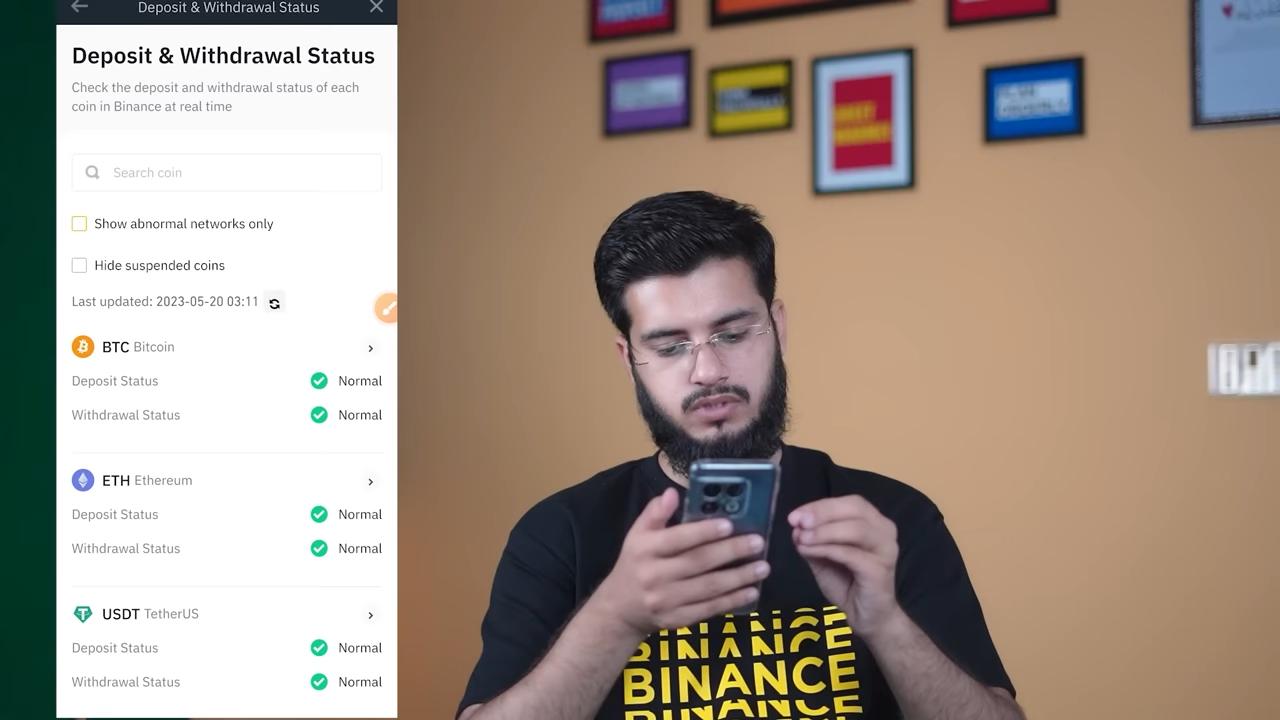 Deposit & Withdrawal Status
Deposit & Withdrawal Status
Check the deposit and withdrawal status of each
coin in Binance at real time
Search coin
Show abnormal networks only
Hide suspended coins
Last updated: 2023-05-20 03:11
BTC Bitcoin
Deposit Status Normal
Withdrawal Status Normal
ETH Ethereum
Deposit Status Normal
Withdrawal Status Normal
USDT TetherUS
Deposit Status Normal
Withdrawal Status Normal
BINANCE
BINANCE
BINANCE
BINANCE